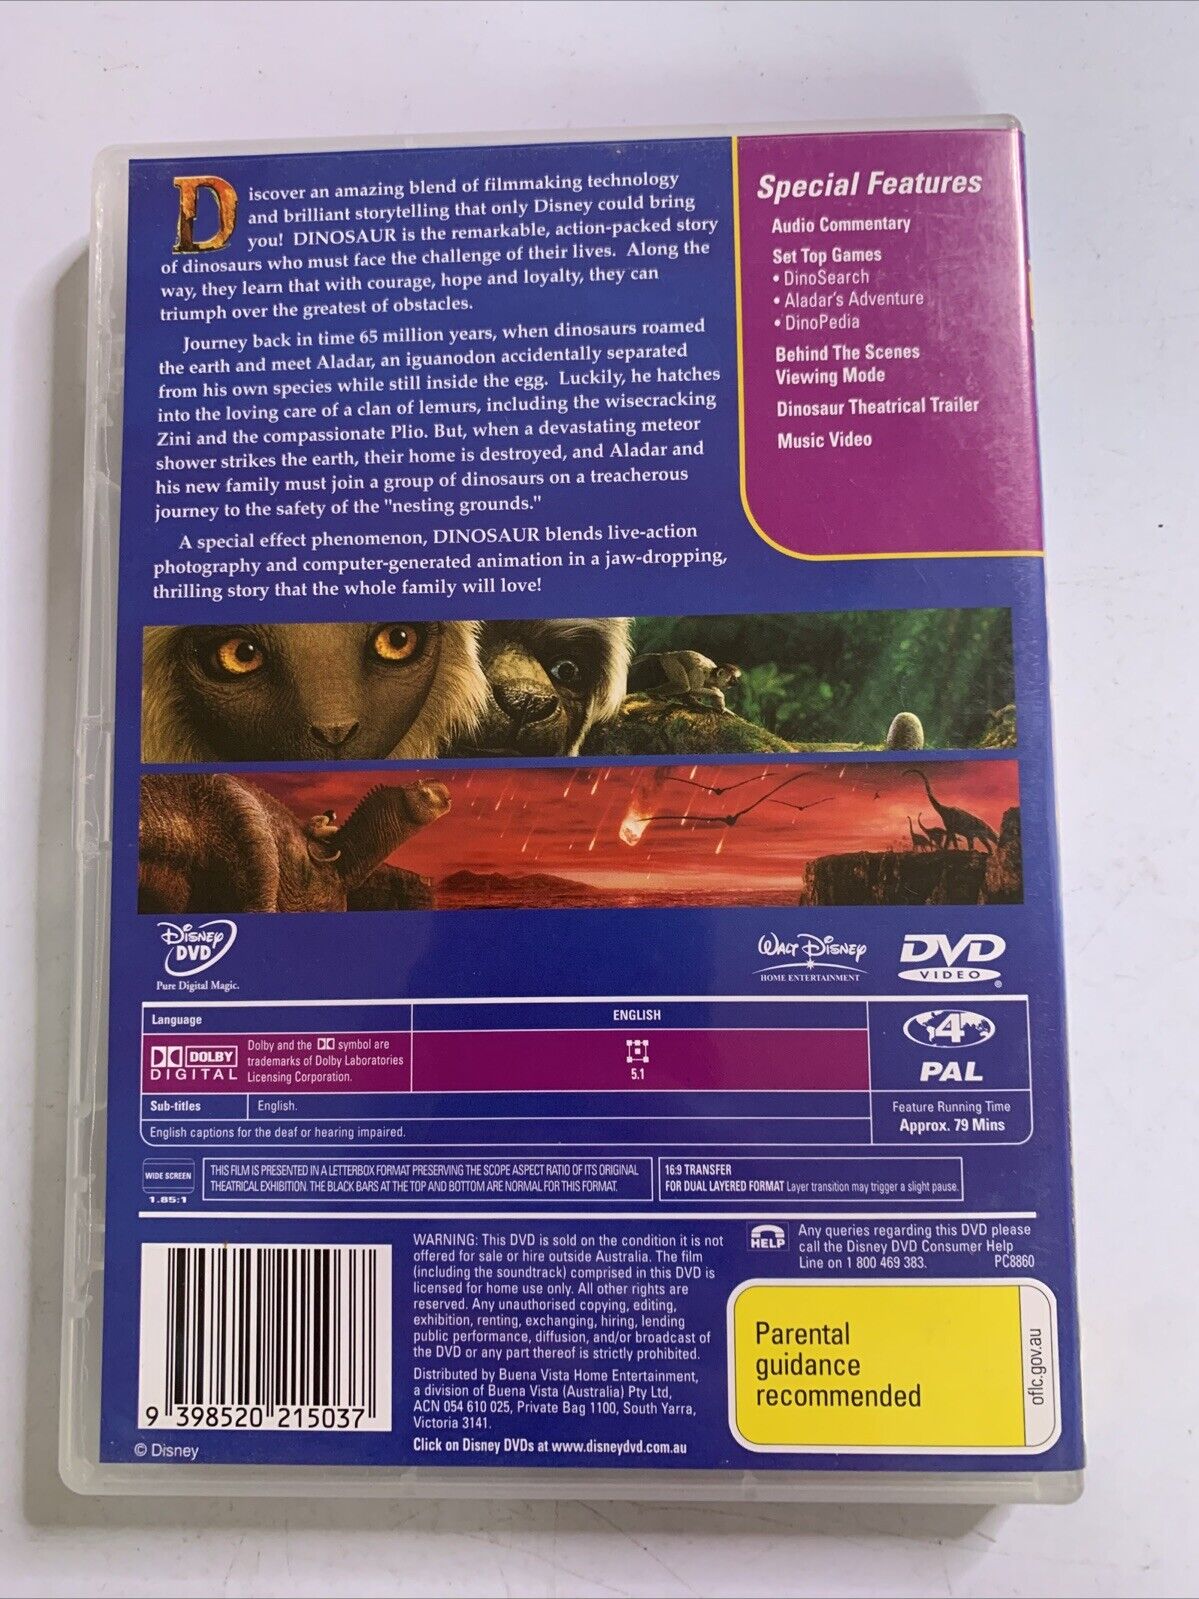 Discover an amazing blend of filmmaking technology
and brilliant storytelling that only Disney could bring
you! DINOSAUR is the remarkable, action-packed story
of dinosaurs who must face the challenge of their lives. Along the
way, they learn that with courage, hope and loyalty, they can
triumph over the greatest of obstacles.
Journey back in time 65 million years, when dinosaurs roamed
the earth and meet Aladar, an iguanodon accidentally separated
from his own species while still inside the egg. Luckily, he hatches
into the loving care of a clan of lemurs, including the wisecracking
Zini and the compassionate Plio. But, when a devastating meteor
shower strikes the earth, their home is destroyed, and Aladar and
his new family must join a group of dinosaurs on a treacherous
journey to the safety of the "nesting grounds."
A special effect phenomenon, DINOSAUR blends live-action
photography and computer-generated animation in a jaw-dropping,
thrilling story that the whole family will love!
Special Features
Audio Commentary
Set Top Games
• DinoSearch
• Aladar's Adventure
• DinoPedia
Behind The Scenes
Viewing Mode
Dinosaur Theatrical Trailer
Music Video
Disney
DVD
Pure Digital Magic.
Walt Disney
HOME ENTERTAINMENT
DVD
VIDEO
®
Language
ENGLISH
DOLBY
DIGITAL
Dolby and the DD symbol are
trademarks of Dolby Laboratories
Licensing Corporation.
5.1
4
PAL
Sub-titles
English.
English captions for the deaf or hearing impaired.
Feature Running Time
Approx. 79 Mins
WIDE SCREEN
1.85:1
THIS FILM IS PRESENTED IN A LETTERBOX FORMAT PRESERVING THE SCOPE ASPECT RATIO OF ITS ORIGINAL
THEATRICAL EXHIBITION. THE BLACK BARS AT THE TOP AND BOTTOM ARE NORMAL FOR THIS FORMAT.
16:9 TRANSFER
FOR DUAL LAYERED FORMAT Layer transition may trigger a slight pause.
9 398520 215037
© Disney
WARNING: This DVD is sold on the condition it is not
offered for sale or hire outside Australia. The film
(including the soundtrack) comprised in this DVD is
licensed for home use only. All other rights are
reserved. Any unauthorised copying, editing,
exhibition, renting, exchanging, hiring, lending
public performance, diffusion, and/or broadcast of
the DVD or any part thereof is strictly prohibited.
Distributed by Buena Vista Home Entertainment,
a division of Buena Vista (Australia) Pty Ltd,
ACN 054 610 025, Private Bag 1100, South Yarra,
Victoria 3141.
Click on Disney DVDs at www.disneydvd.com.au
HELP
Any queries regarding this DVD please
call the Disney DVD Consumer Help
Line on 1 800 469 383.
PC8860
Parental
guidance
recommended
oflc.gov.au